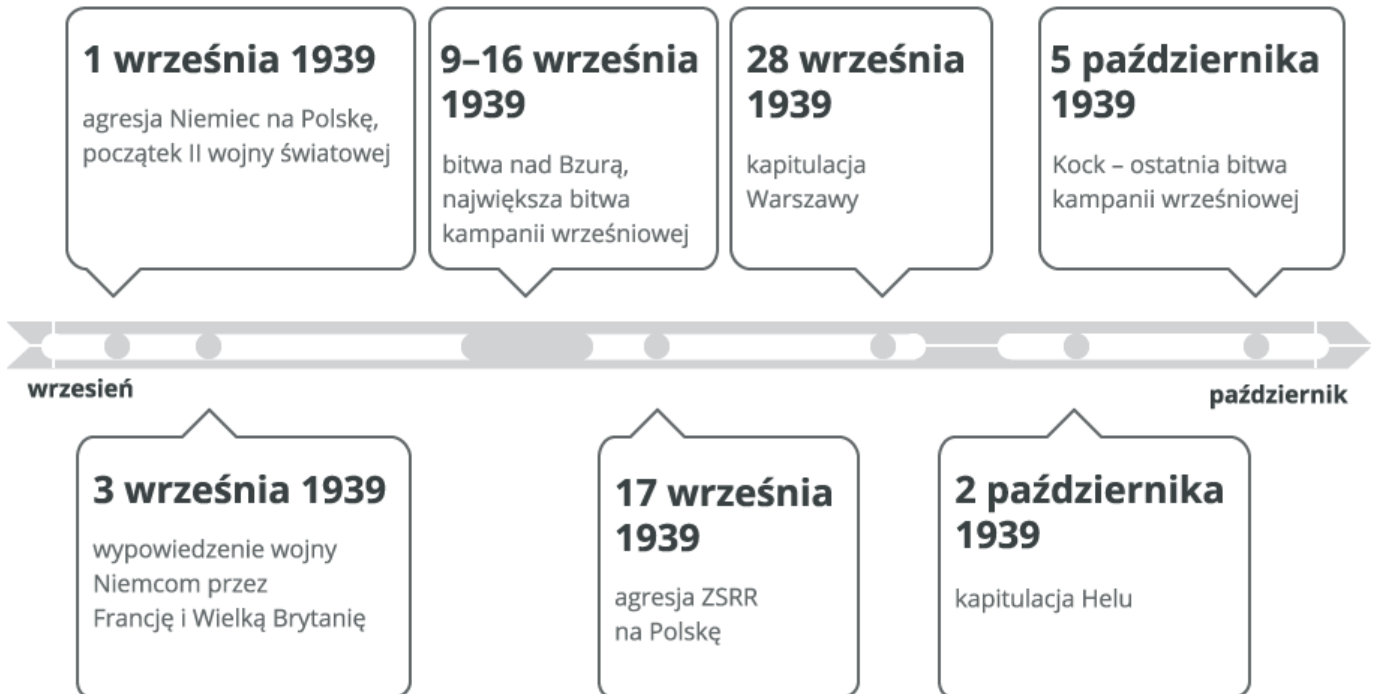 1 września 1939
agresja Niemiec na Polskę,
początek II wojny światowej
9–16 września
1939
bitwa nad Bzurą,
największa bitwa
kampanii wrześniowej
28 września
1939
kapitulacja
Warszawy
5 października
1939
Kock – ostatnia bitwa
kampanii wrześniowej
wrzesień
październik
3 września 1939
wypowiedzenie wojny
Niemcom przez
Francję i Wielką Brytanię
17 września
1939
agresja ZSRR
na Polskę
2 października
1939
kapitulacja Helu